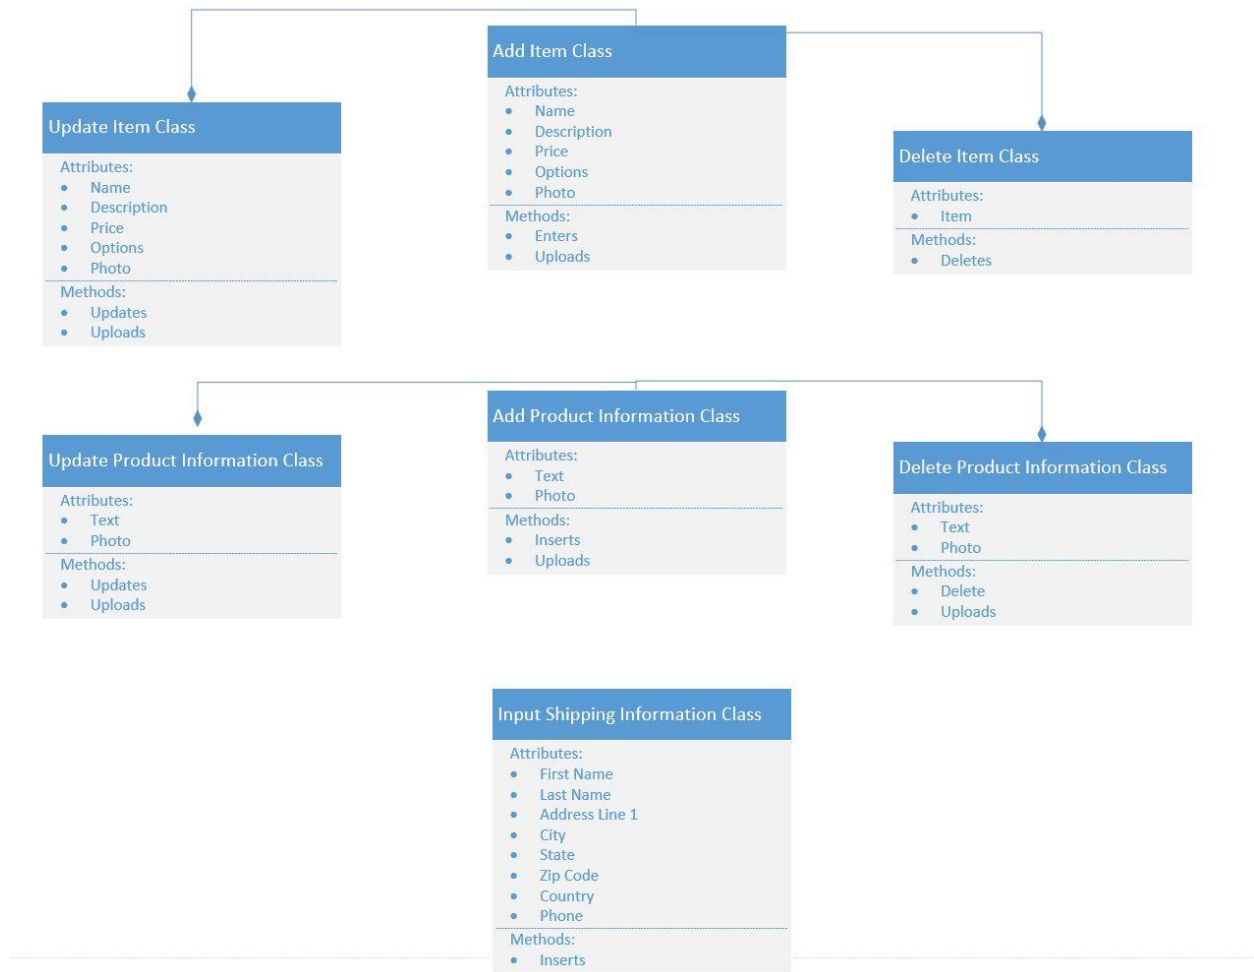 Add Item Class
Attributes:
• Name
• Description
• Price
• Options
• Photo
Methods:
• Enters
• Uploads
Update Item Class
Attributes:
• Name
• Description
• Price
• Options
• Photo
Methods:
• Updates
• Uploads
Delete Item Class
Attributes:
• Item
Methods:
• Deletes
Add Product Information Class
Attributes:
• Text
• Photo
Methods:
• Inserts
• Uploads
Update Product Information Class
Attributes:
• Text
• Photo
Methods:
• Updates
• Uploads
Delete Product Information Class
Attributes:
• Text
• Photo
Methods:
• Delete
• Uploads
Input Shipping Information Class
Attributes:
• First Name
• Last Name
• Address Line 1
• City
• State
• Zip Code
• Country
• Phone
Methods:
• Inserts